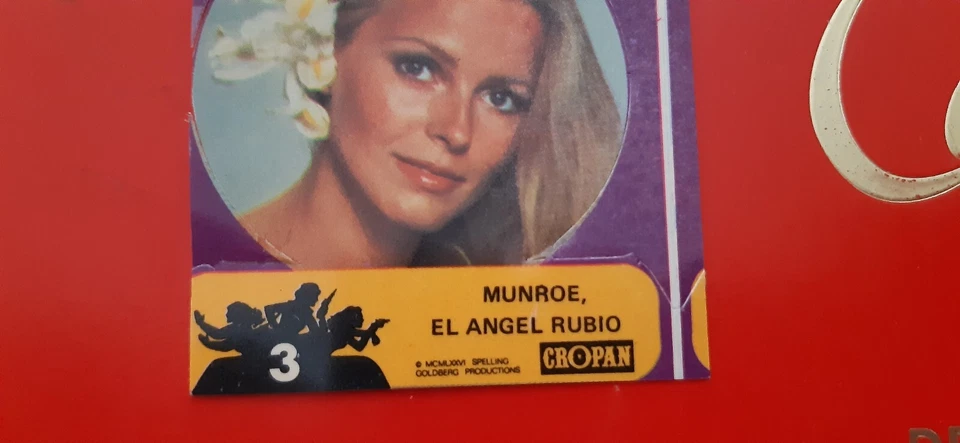 MUNROE,
EL ANGEL RUBIO
3
© MCMLXXVI SPELLING
GOLDBERG PRODUCTIONS
CROPAN